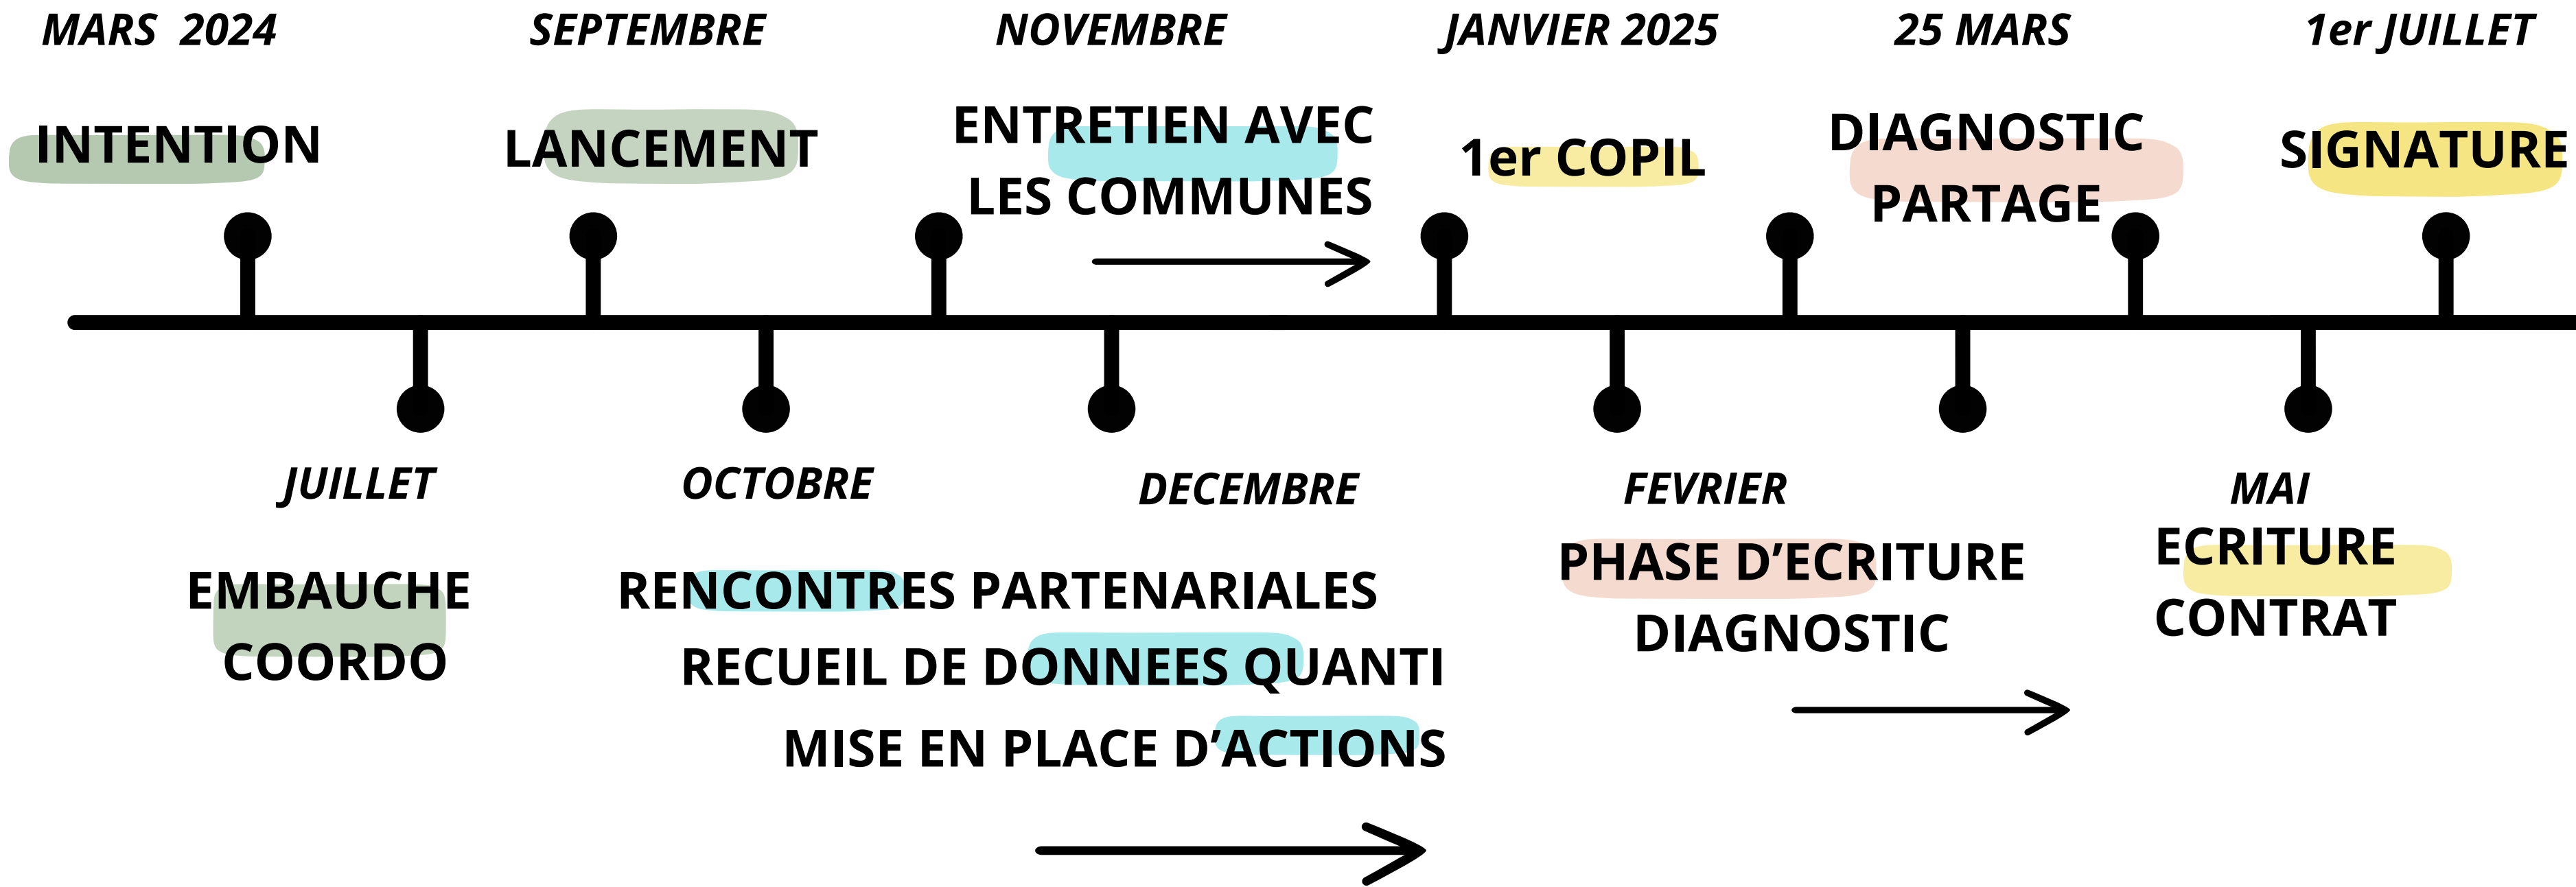 MARS 2024
INTENTION
SEPTEMBRE
LANCEMENT
NOVEMBRE
ENTRETIEN AVEC
LES COMMUNES
JANVIER 2025
1er COPIL
25 MARS
DIAGNOSTIC
PARTAGE
1er JUILLET
SIGNATURE
JUILLET
EMBAUCHE
COORDO
OCTOBRE
DECEMBRE
RENCONTRES PARTENARIALES
RECUEIL DE DONNEES QUANTI
MISE EN PLACE D’ACTIONS
FEVRIER
PHASE D’ECRITURE
DIAGNOSTIC
MAI
ECRITURE
CONTRAT